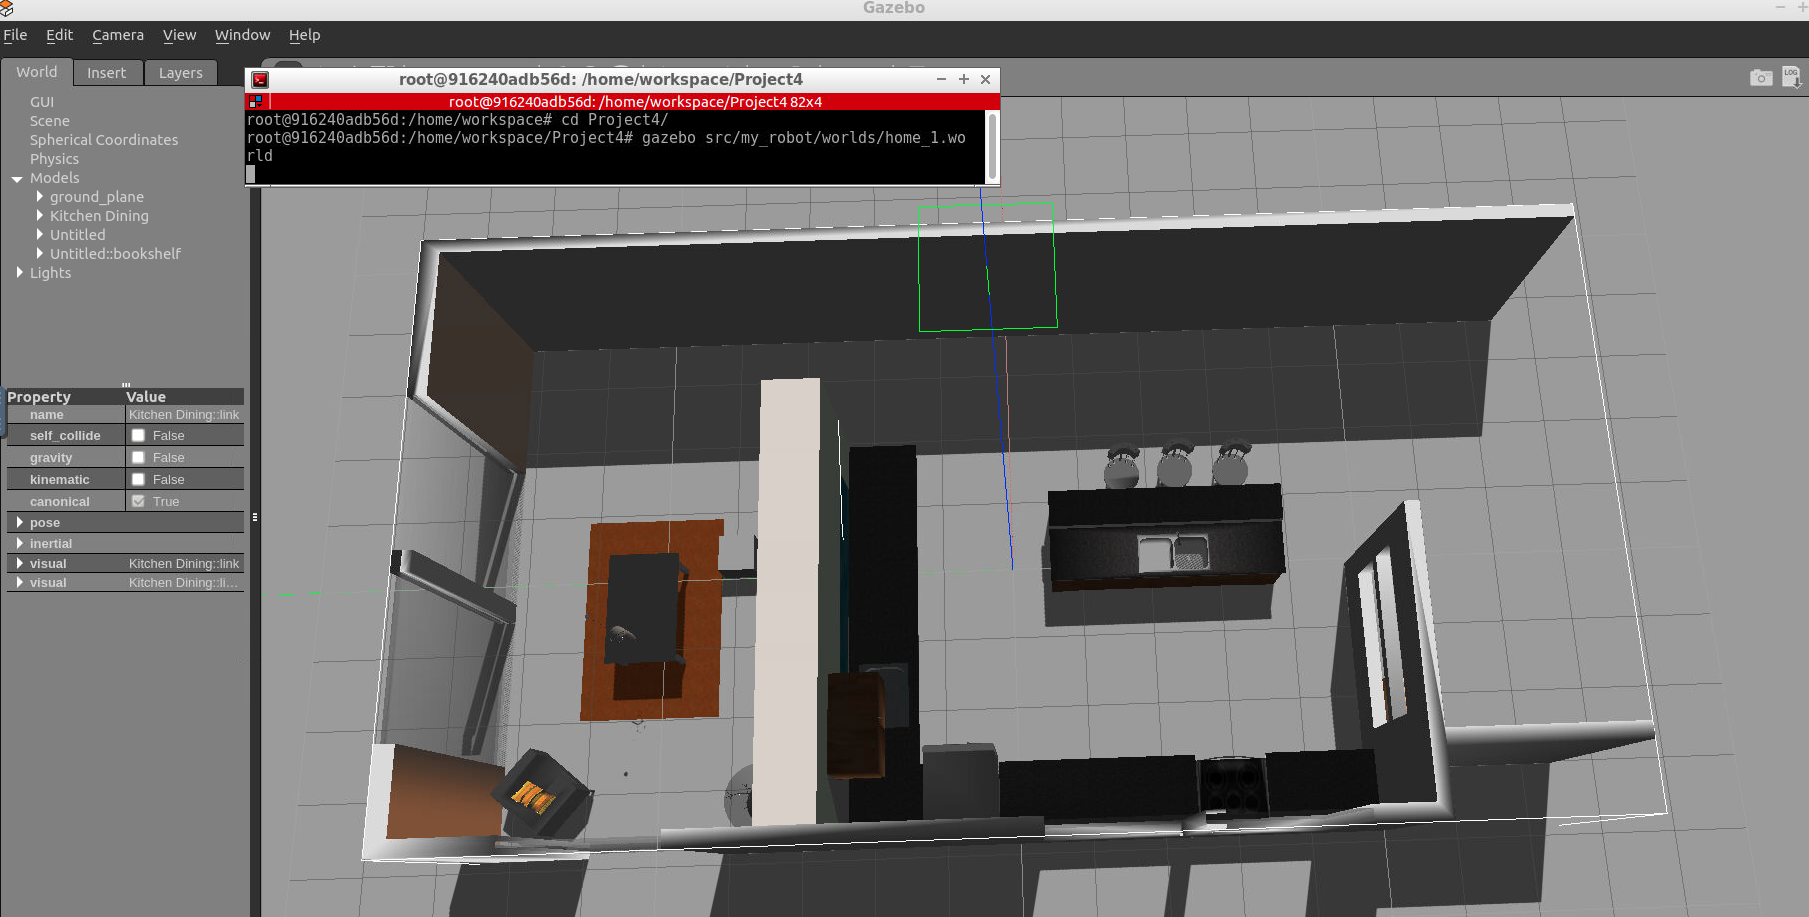 Gazebo
File Edit Camera View Window Help
World Insert Layers
root@916240adb56d: /home/workspace/Project4
root@916240adb56d: /home/workspace/Project4 82x4
root@916240adb56d:/home/workspace# cd Project4/
root@916240adb56d:/home/workspace/Project4# gazebo src/my_robot/worlds/home_1.wo
rld
LOG
GUI
Scene
Spherical Coordinates
Physics
Models
ground_plane
Kitchen Dining
Untitled
Untitled::bookshelf
Lights
Property Value
name Kitchen Dining::link
self_collide False
gravity False
kinematic False
canonical True
pose
inertial
visual Kitchen Dining::link
visual Kitchen Dining::li...